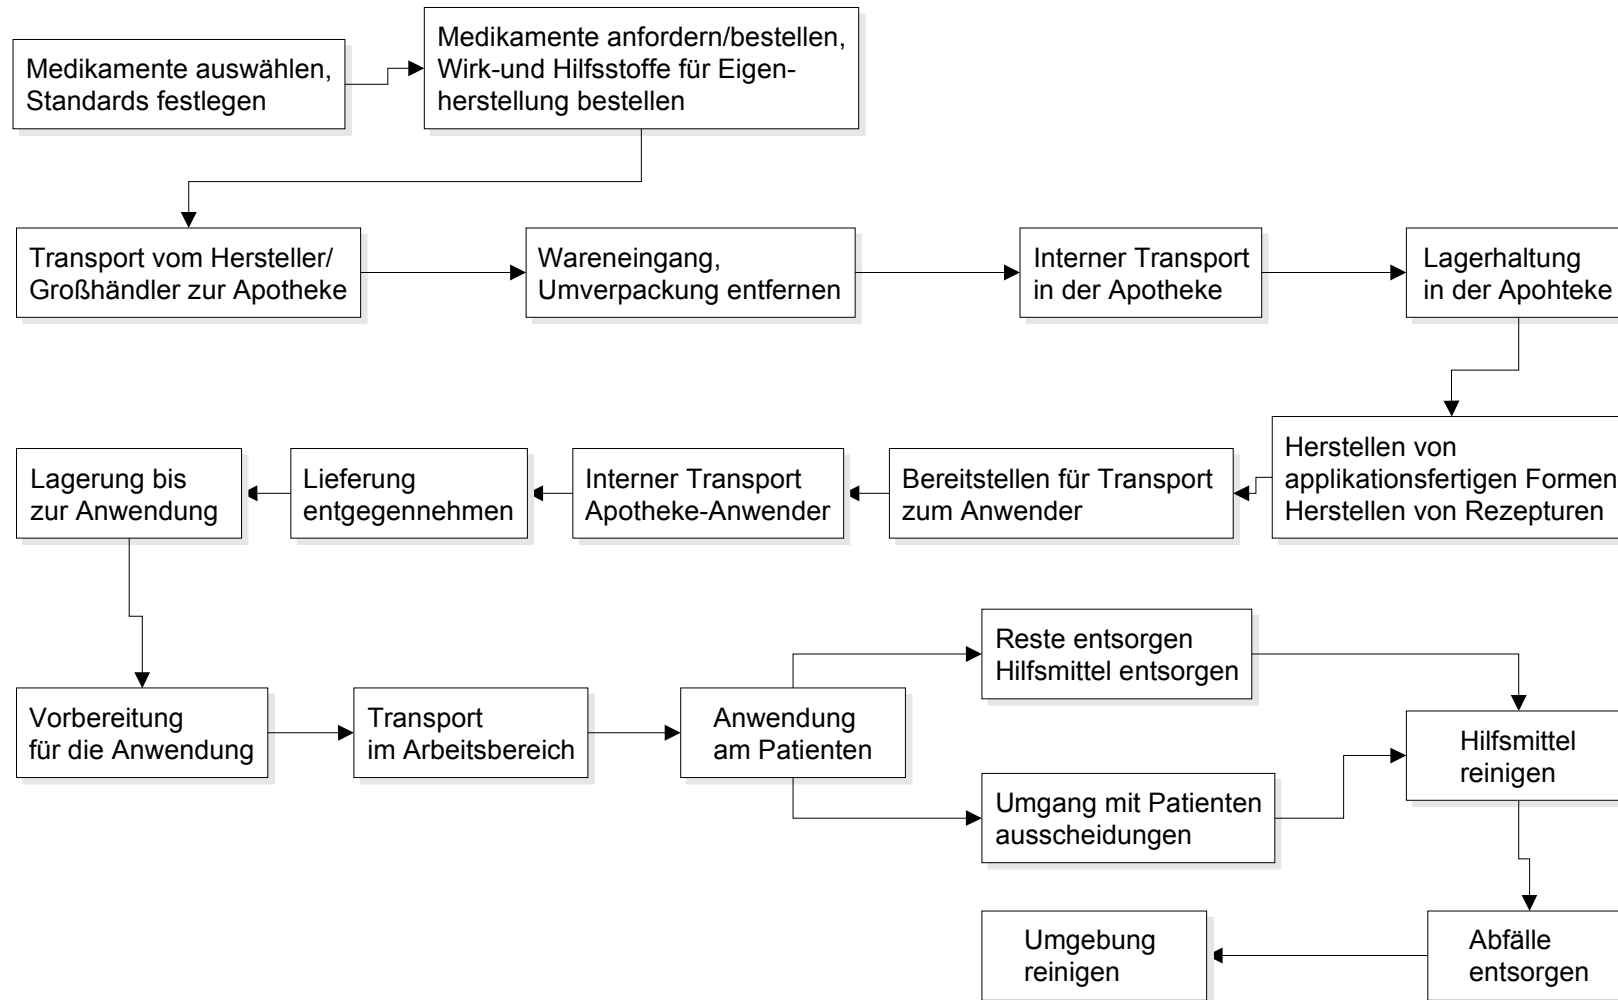 Medikamente auswählen,
Standards festlegen
Medikamente anfordern/bestellen,
Wirk-und Hilfsstoffe für Eigen-
herstellung bestellen
Transport vom Hersteller/
Großhändler zur Apotheke
Wareneingang,
Umverpackung entfernen
Interner Transport
in der Apotheke
Lagerhaltung
in der Apohteke
Herstellen von
applikationsfertigen Formen
Herstellen von Rezepturen
Bereitstellen für Transport
zum Anwender
Interner Transport
Apotheke-Anwender
Lieferung
entgegennehmen
Lagerung bis
zur Anwendung
Vorbereitung
für die Anwendung
Transport
im Arbeitsbereich
Anwendung
am Patienten
Reste entsorgen
Hilfsmittel entsorgen
Umgang mit Patienten
ausscheidungen
Hilfsmittel
reinigen
Abfälle
entsorgen
Umgebung
reinigen